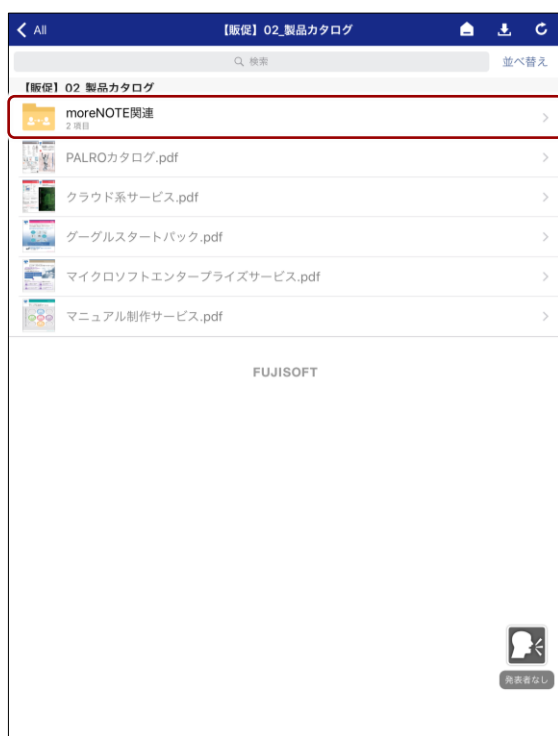 All
【販促】02_製品カタログ
検索
並べ替え
【販促】02_製品カタログ
moreNOTE関連
2 項目
PALROカタログ.pdf
クラウド系サービス.pdf
グーグルスタートパック.pdf
マイクロソフトエンタープライズサービス.pdf
マニュアル制作サービス.pdf
FUJISOFT
発表者なし